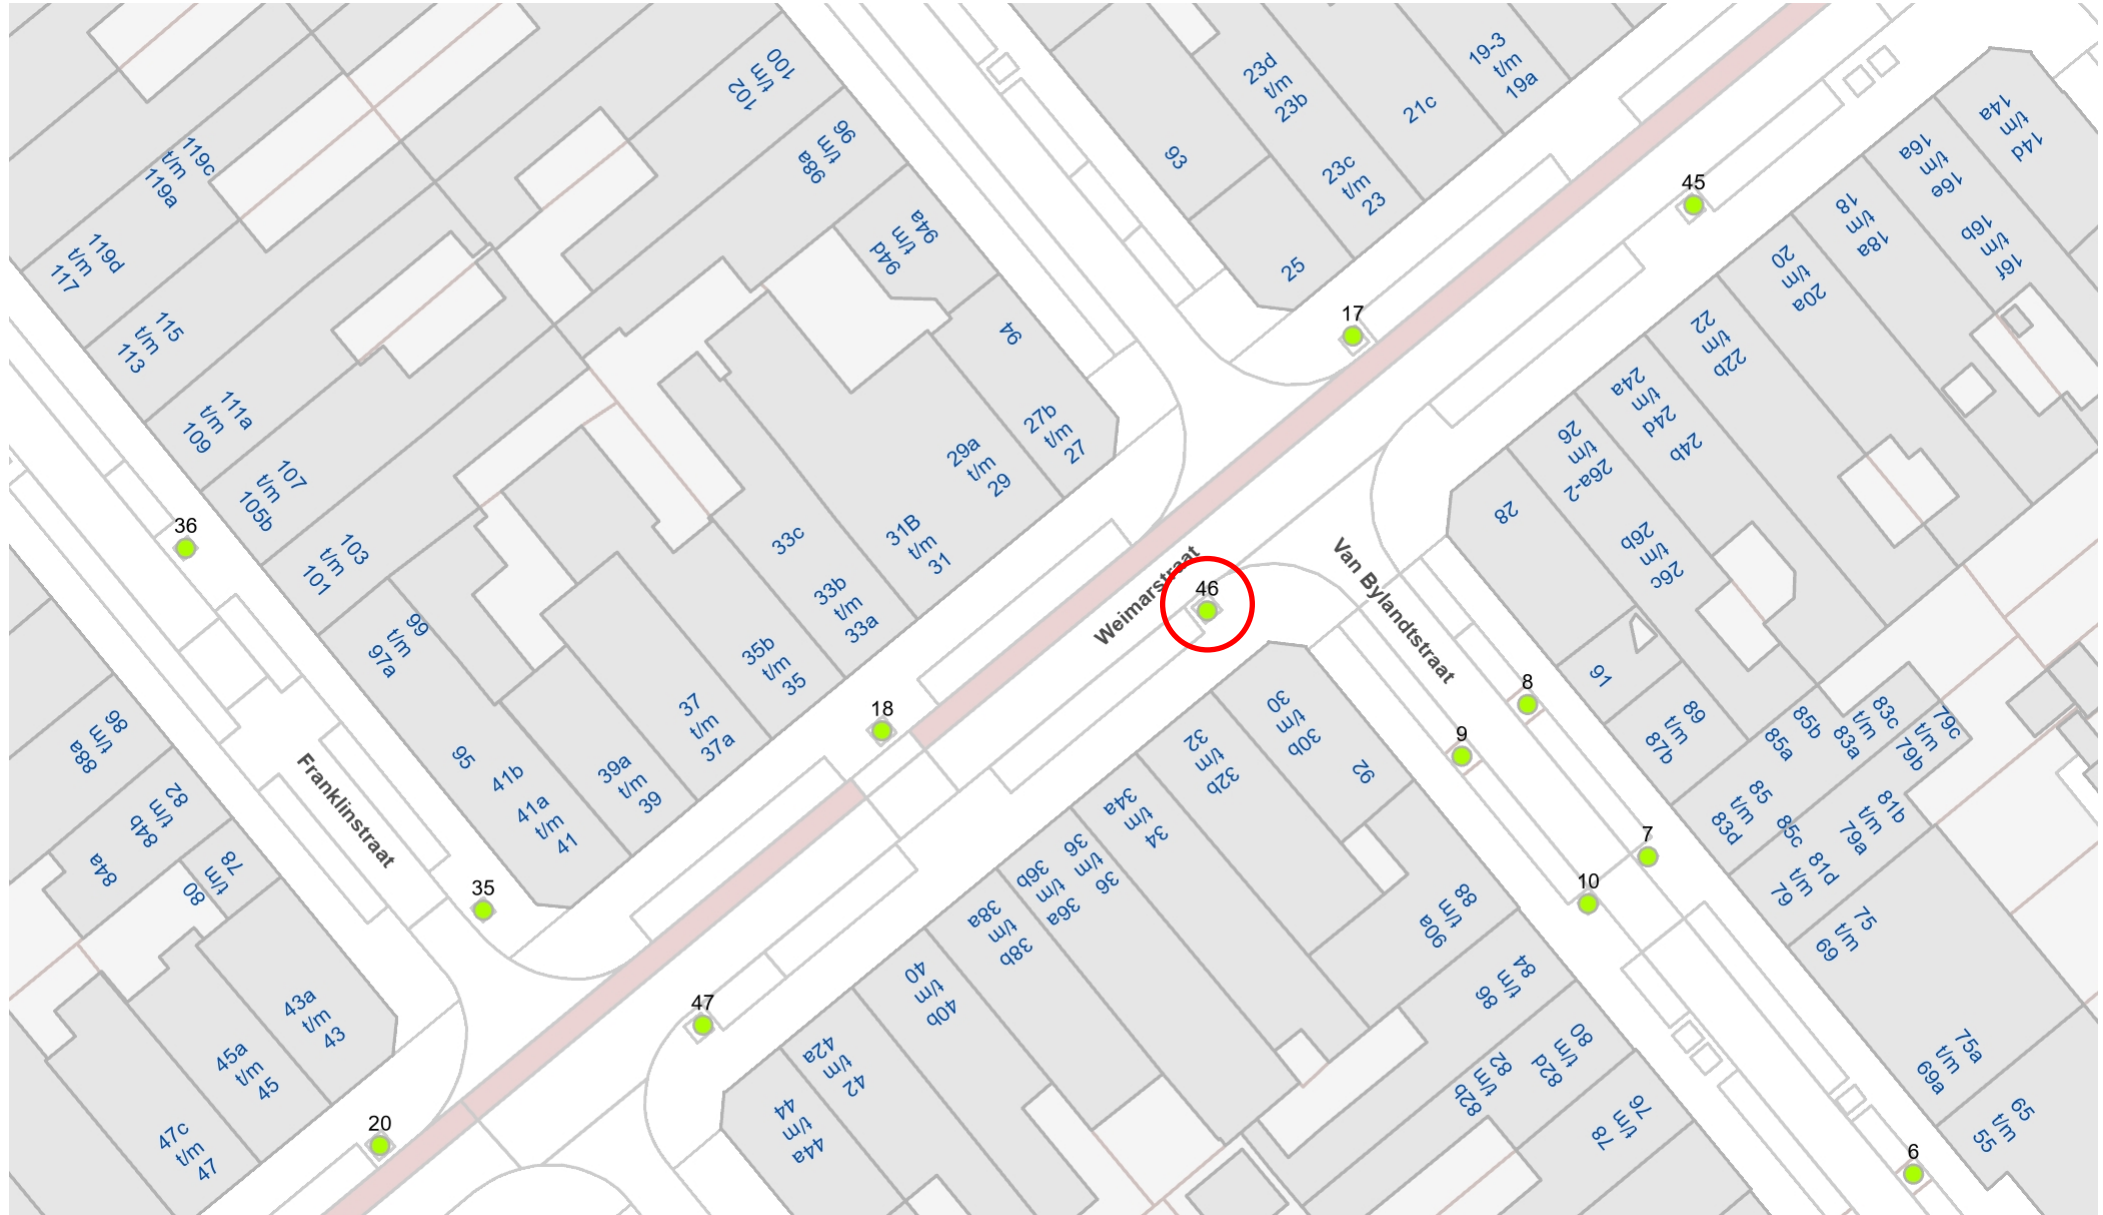 100
t/m
102
96
t/m
98a
94a
t/m
94d
94
93
23d
t/m
23b
23c
t/m
23
25
21c
19-3
t/m
19a
45
17
14a
t/m
14d
16a
t/m
16e
16b
t/m
16f
18
t/m
18a
20
t/m
20a
22
t/m
22b
24a
t/m
24d
24b
26
t/m
26a-2
26b
t/m
26c
28
119c
t/m
119a
119d
t/m
117
115
t/m
113
111a
t/m
109
107
t/m
105b
103
t/m
101
99
t/m
97a
95
36
27b
t/m
27
29a
t/m
29
31B
t/m
31
33c
33b
t/m
33a
35b
t/m
35
37
t/m
37a
39a
t/m
39
41b
41a
t/m
41
Weimarstraat
46
Van Bylandtstraat
18
8
9
7
10
91
89
t/m
87b
85b
85a
83c
t/m
83a
79c
t/m
79b
85
t/m
83d
85c
81b
t/m
79a
81d
t/m
79
75
t/m
69
75a
t/m
69a
65
t/m
55
6
30
t/m
30b
92
32
t/m
32b
34a
t/m
34
36
t/m
36
36b
t/m
36a
38a
t/m
38b
40
t/m
40b
42a
t/m
42
44
t/m
44a
88
t/m
90a
84
t/m
86
80
t/m
82d
82
t/m
82b
76
t/m
78
98
t/m
88a
82
t/m
84b
84a
78
t/m
80
Franklinstraat
35
47
43a
t/m
43
45a
t/m
45
47c
t/m
47
20